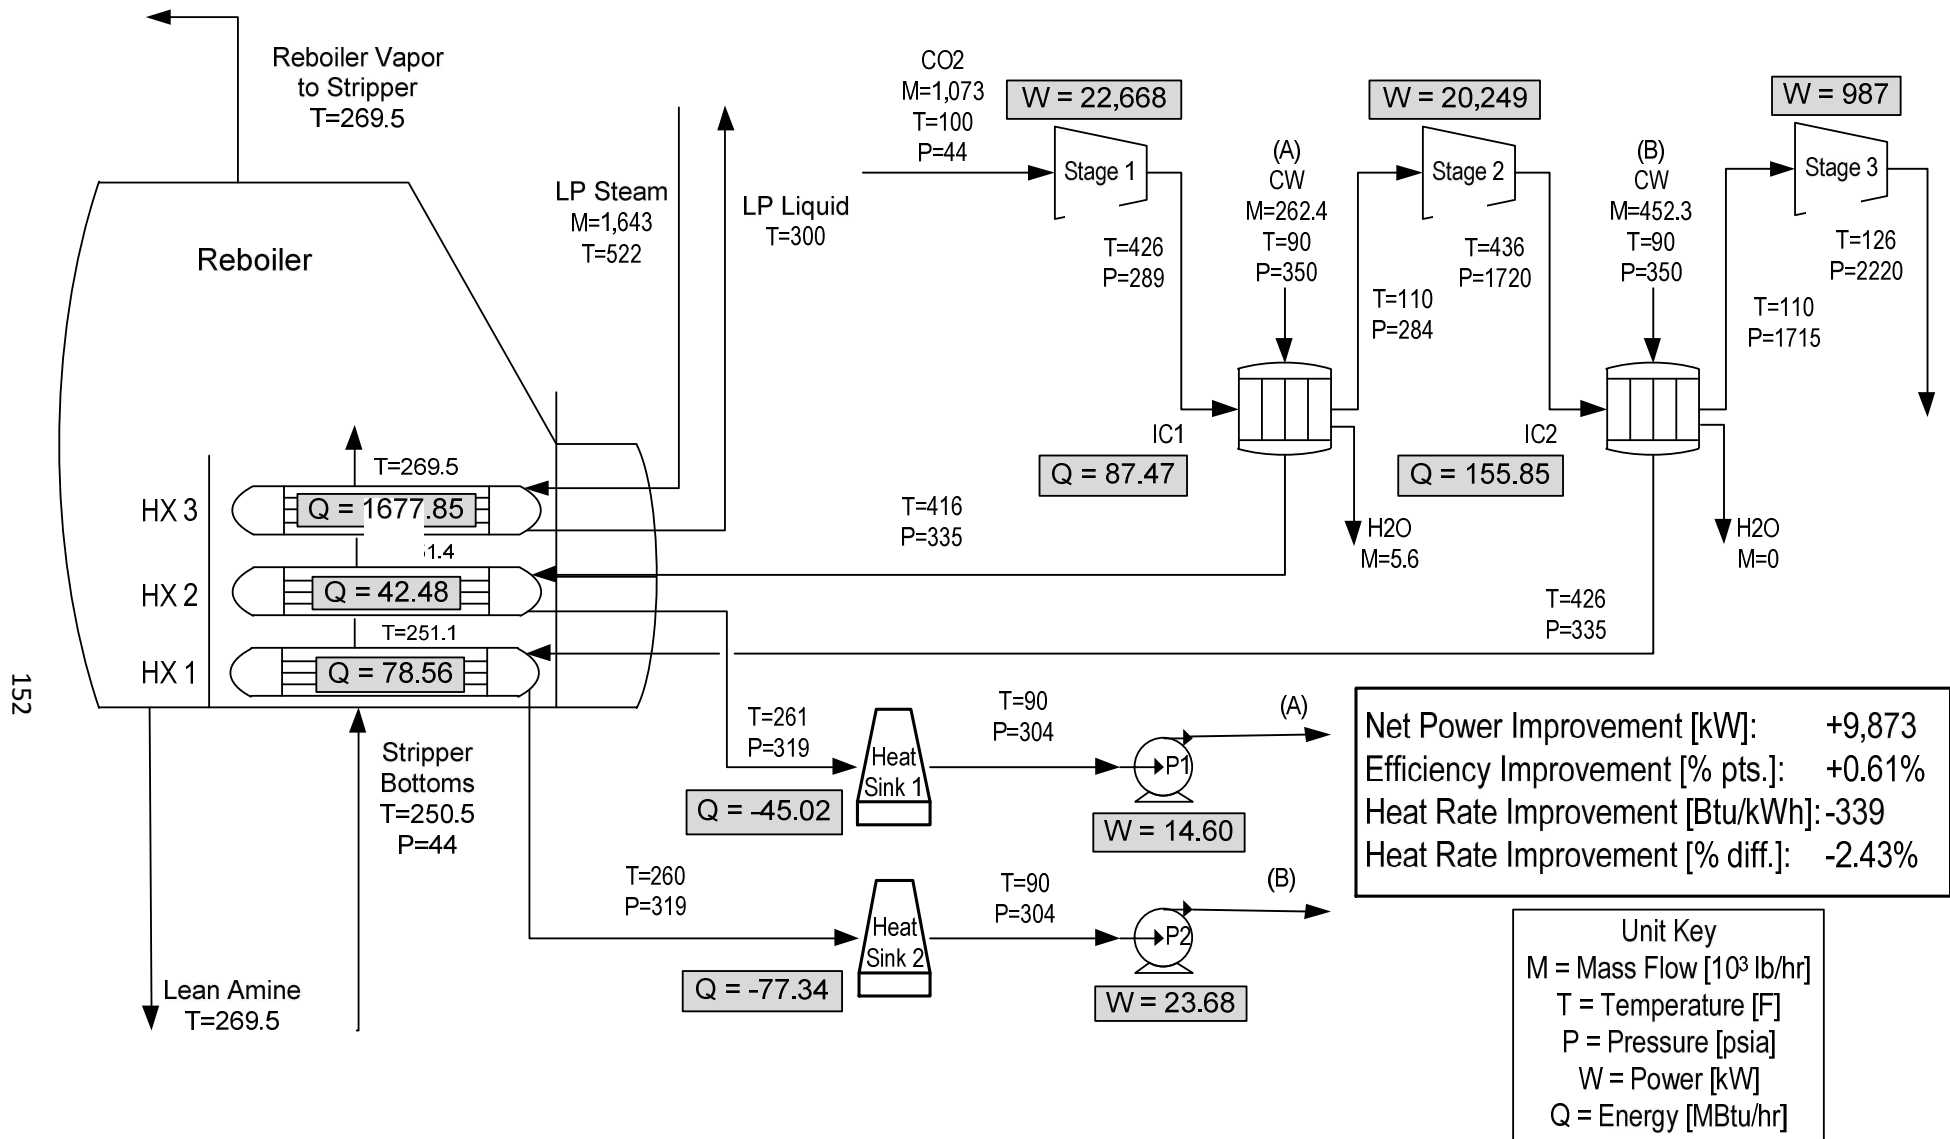 Reboiler Vapor
to Stripper
T=269.5
Reboiler
LP Steam
M=1,643
T=522
LP Liquid
T=300
CO2
M=1,073
T=100
P=44
W = 22,668
Stage 1
T=426
P=289
(A)
CW
M=262.4
T=90
P=350
T=110
P=284
W = 20,249
Stage 2
T=436
P=1720
(B)
CW
M=452.3
T=90
P=350
T=110
P=1715
W = 987
Stage 3
T=126
P=2220
IC1
Q = 87.47
H2O
M=5.6
IC2
Q = 155.85
H2O
M=0
T=269.5
HX 3
Q = 1677.85
T=416
P=335
1.4
HX 2
Q = 42.48
T=426
P=335
T=251.1
HX 1
Q = 78.56
152
Stripper
Bottoms
T=250.5
P=44
T=261
P=319
Heat
Sink 1
Q = -45.02
T=90
P=304
P1
W = 14.60
(A)
T=260
P=319
Heat
Sink 2
Q = -77.34
T=90
P=304
P2
W = 23.68
(B)
Lean Amine
T=269.5
Net Power Improvement [kW]: +9,873
Efficiency Improvement [% pts.]: +0.61%
Heat Rate Improvement [Btu/kWh]: -339
Heat Rate Improvement [% diff.]: -2.43%
Unit Key
M = Mass Flow [10³ lb/hr]
T = Temperature [F]
P = Pressure [psia]
W = Power [kW]
Q = Energy [MBtu/hr]